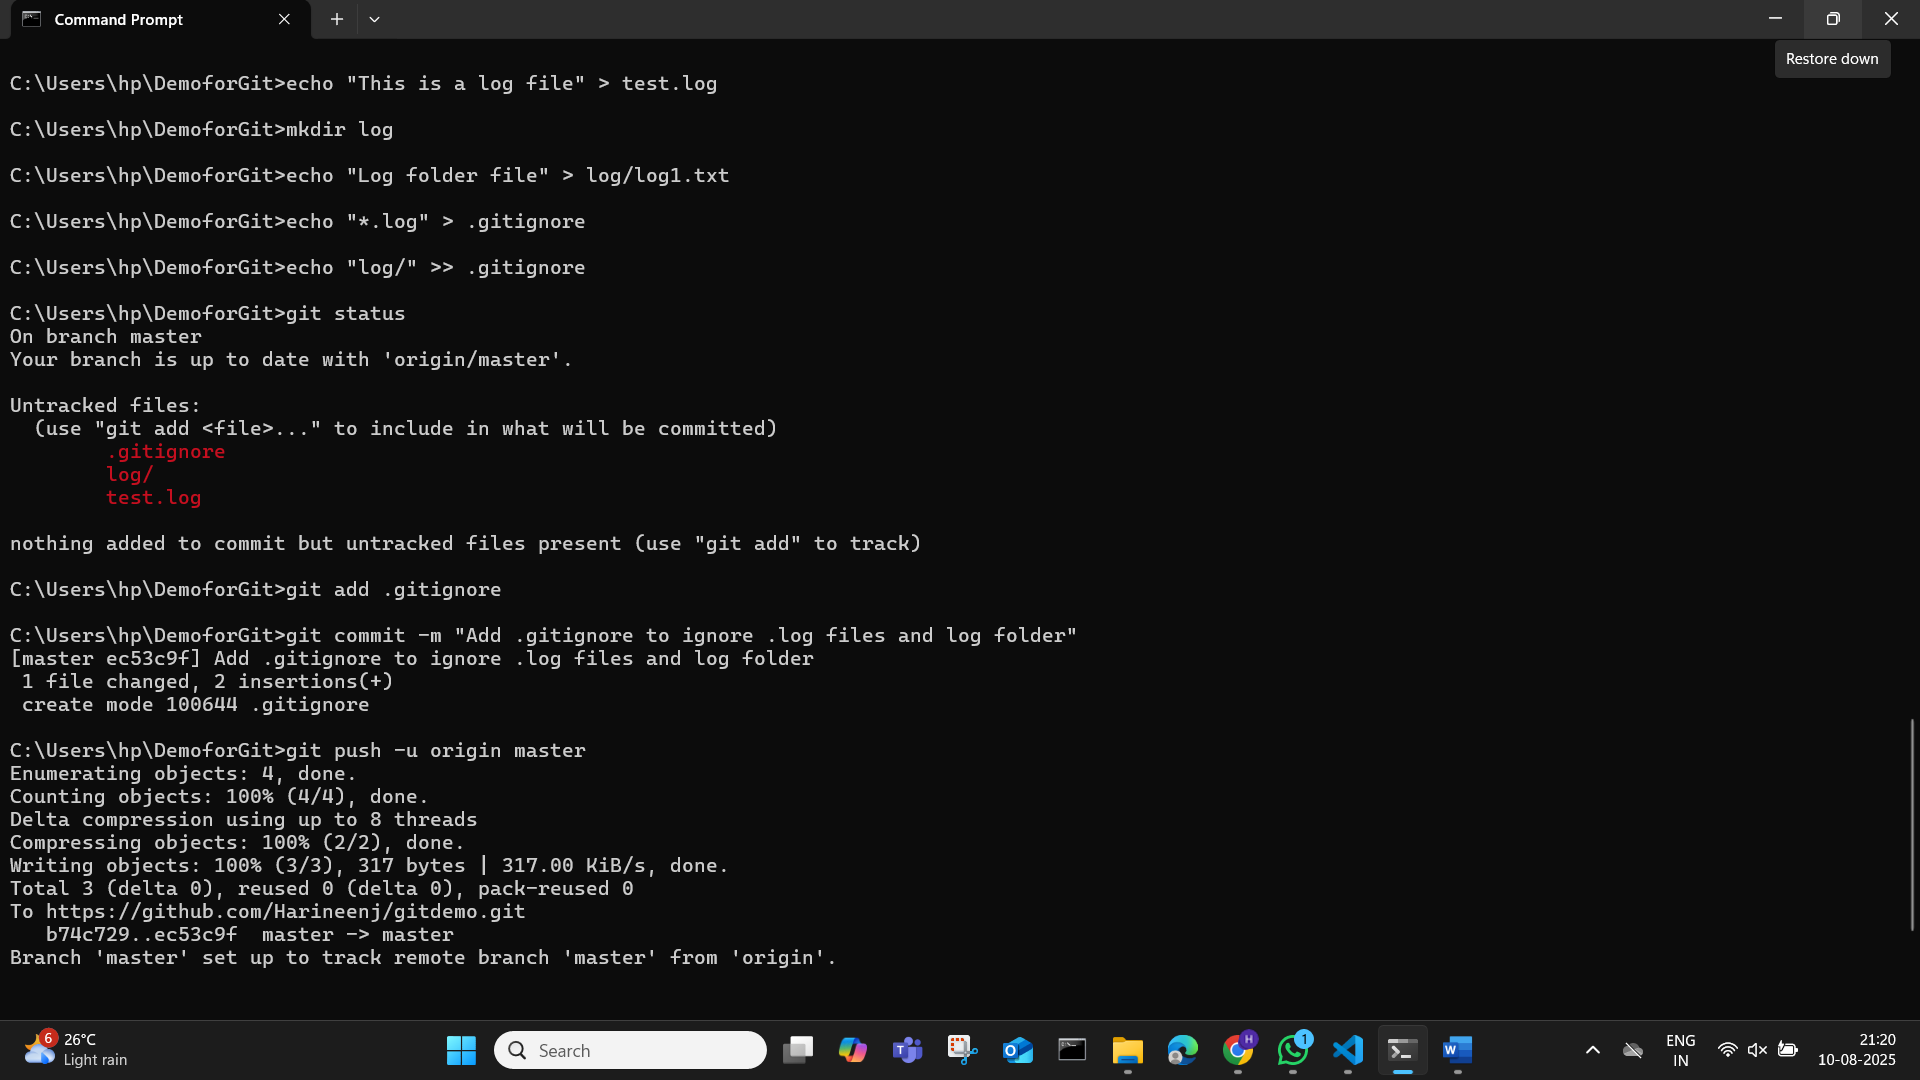 Command Prompt
Restore down
C:\Users\hp\DemoforGit>echo "This is a log file" > test.log
C:\Users\hp\DemoforGit>mkdir log
C:\Users\hp\DemoforGit>echo "Log folder file" > log/log1.txt
C:\Users\hp\DemoforGit>echo "*.log" > .gitignore
C:\Users\hp\DemoforGit>echo "log/" >> .gitignore
C:\Users\hp\DemoforGit>git status
On branch master
Your branch is up to date with 'origin/master'.
Untracked files:
(use "git add <file>..." to include in what will be committed)
.gitignore
log/
test.log
nothing added to commit but untracked files present (use "git add" to track)
C:\Users\hp\DemoforGit>git add .gitignore
C:\Users\hp\DemoforGit>git commit -m "Add .gitignore to ignore .log files and log folder"
[master ec53c9f] Add .gitignore to ignore .log files and log folder
1 file changed, 2 insertions(+)
create mode 100644 .gitignore
C:\Users\hp\DemoforGit>git push -u origin master
Enumerating objects: 4, done.
Counting objects: 100% (4/4), done.
Delta compression using up to 8 threads
Compressing objects: 100% (2/2), done.
Writing objects: 100% (3/3), 317 bytes | 317.00 KiB/s, done.
Total 3 (delta 0), reused 0 (delta 0), pack-reused 0
To https://github.com/Harineenj/gitdemo.git
b74c729..ec53c9f  master -> master
Branch 'master' set up to track remote branch 'master' from 'origin'.
6
26°C
Light rain
Search
T
O
H
1
W
ENG
IN
21:20
10-08-2025